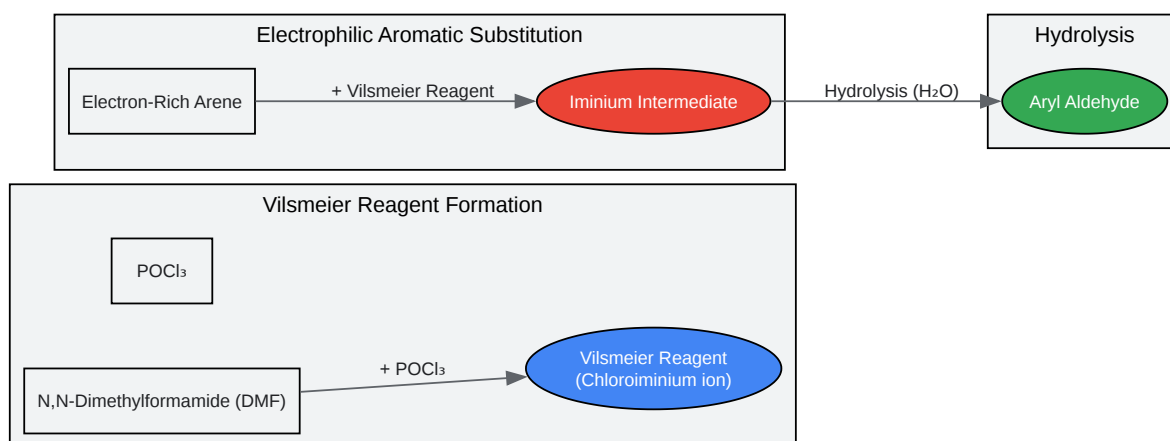 Electrophilic Aromatic Substitution
Electron-Rich Arene
+ Vilsmeier Reagent
Iminium Intermediate
Hydrolysis (H₂O)
Hydrolysis
Aryl Aldehyde
Vilsmeier Reagent Formation
POCl₃
N,N-Dimethylformamide (DMF)
+ POCl₃
Vilsmeier Reagent
(Chloroiminium ion)